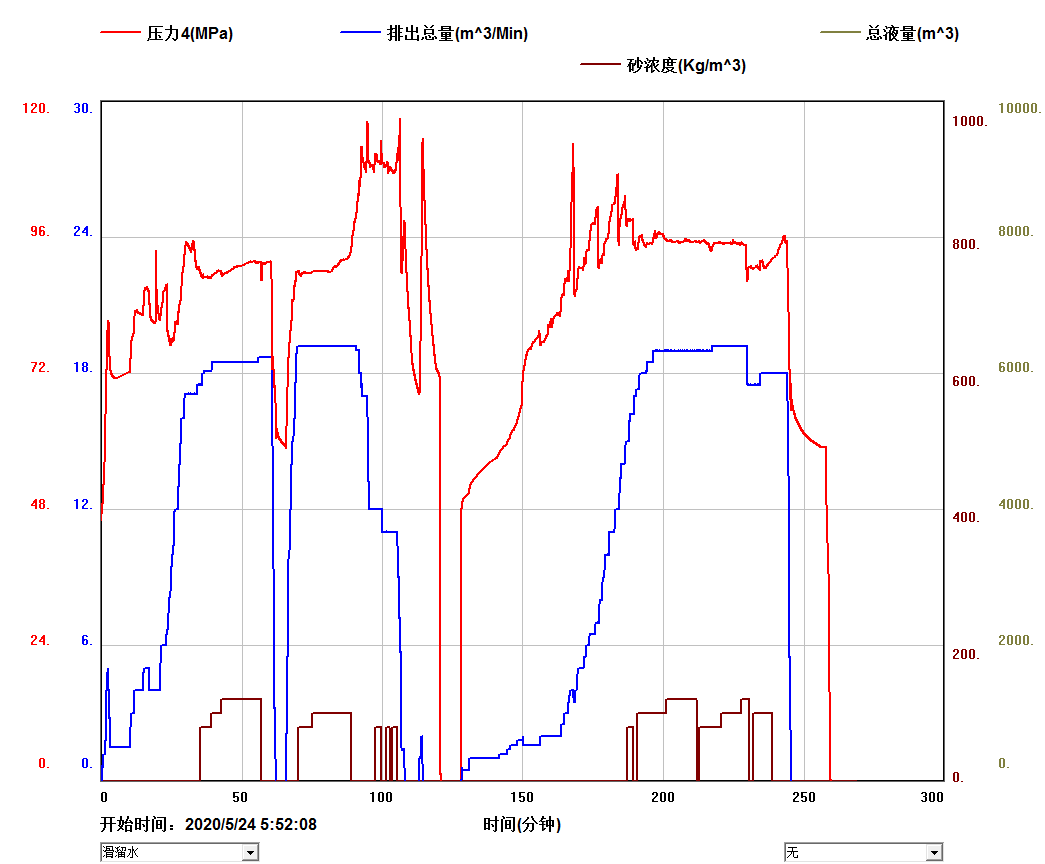 压力4(MPa) 排出总量(m^3/Min) 总液量(m^3)
砂浓度(Kg/m^3)
120. 30. 1000. 10000.
96. 24. 800. 8000.
72. 18. 600. 6000.
48. 12. 400. 4000.
24. 6. 200. 2000.
0. 0. 0. 0.
0 50 100 150 200 250 300
开始时间：2020/5/24 5:52:08 时间(分钟)
滑溜水 无